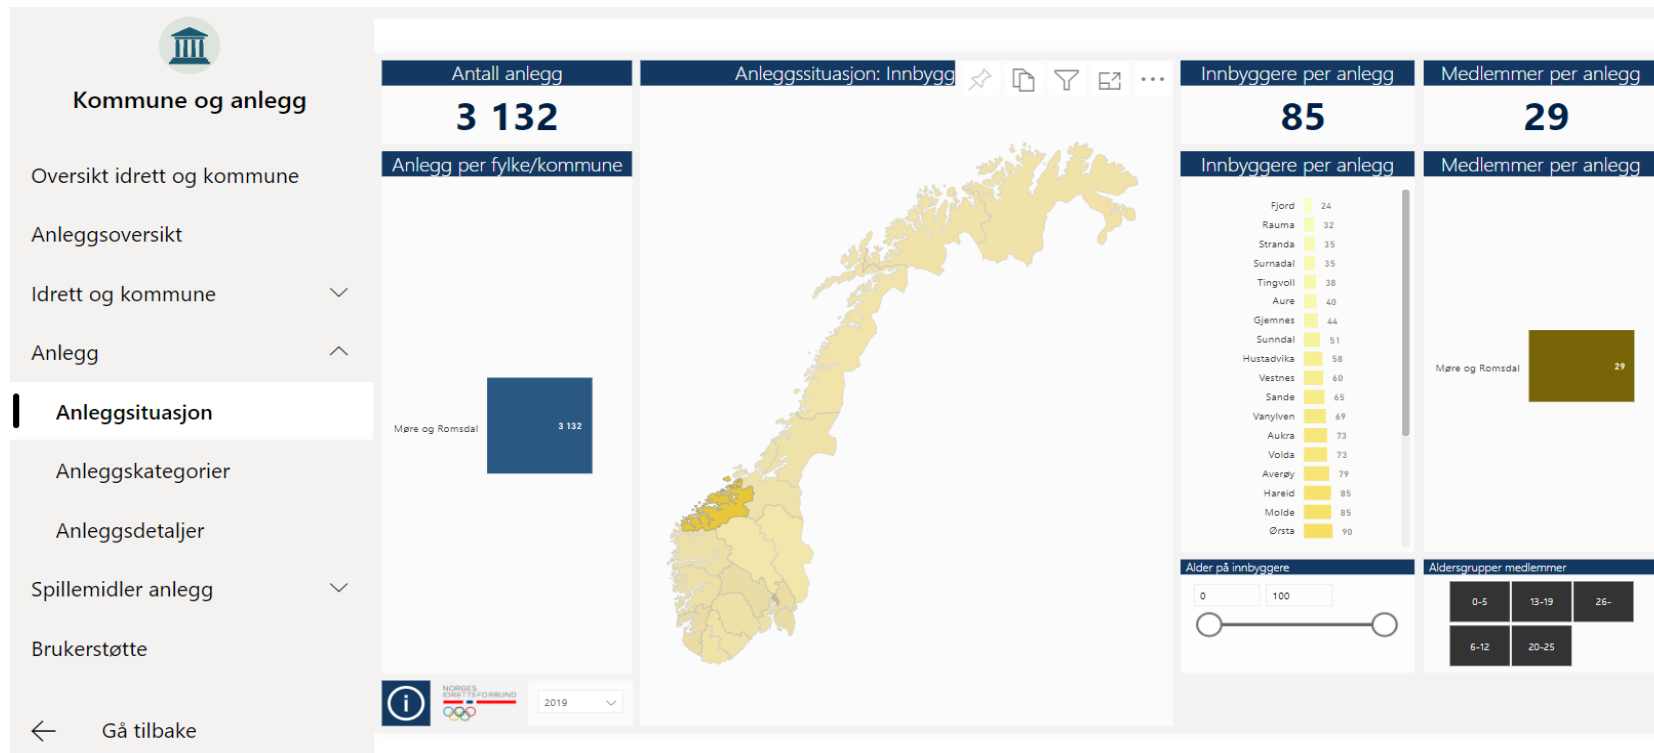 Kommune og anlegg
Oversikt idrett og kommune
Anleggsoversikt
Idrett og kommune
Anlegg
Anleggsituasjon
Anleggskategorier
Anleggsdetaljer
Spillemidler anlegg
Brukerstøtte
Gå tilbake
Antall anlegg
3 132
Anlegg per fylke/kommune
Møre og Romsdal
3 132
NORGES
IDRETTSFORBUND
2019
Anleggssituasjon: Innbygg
Innbyggere per anlegg
85
Innbyggere per anlegg
Fjord 24
Rauma 32
Stranda 35
Surnadal 35
Tingvoll 38
Aure 40
Gjemnes 44
Sunndal 51
Hustadvika 58
Vestnes 60
Sande 65
Vanylven 69
Aukra 73
Volda 73
Averøy 79
Hareid 85
Molde 85
Ørsta 90
Alder på innbyggere
0 100
Medlemmer per anlegg
29
Medlemmer per anlegg
Møre og Romsdal
29
Aldersgrupper medlemmer
0-5 13-19 26-
6-12 20-25